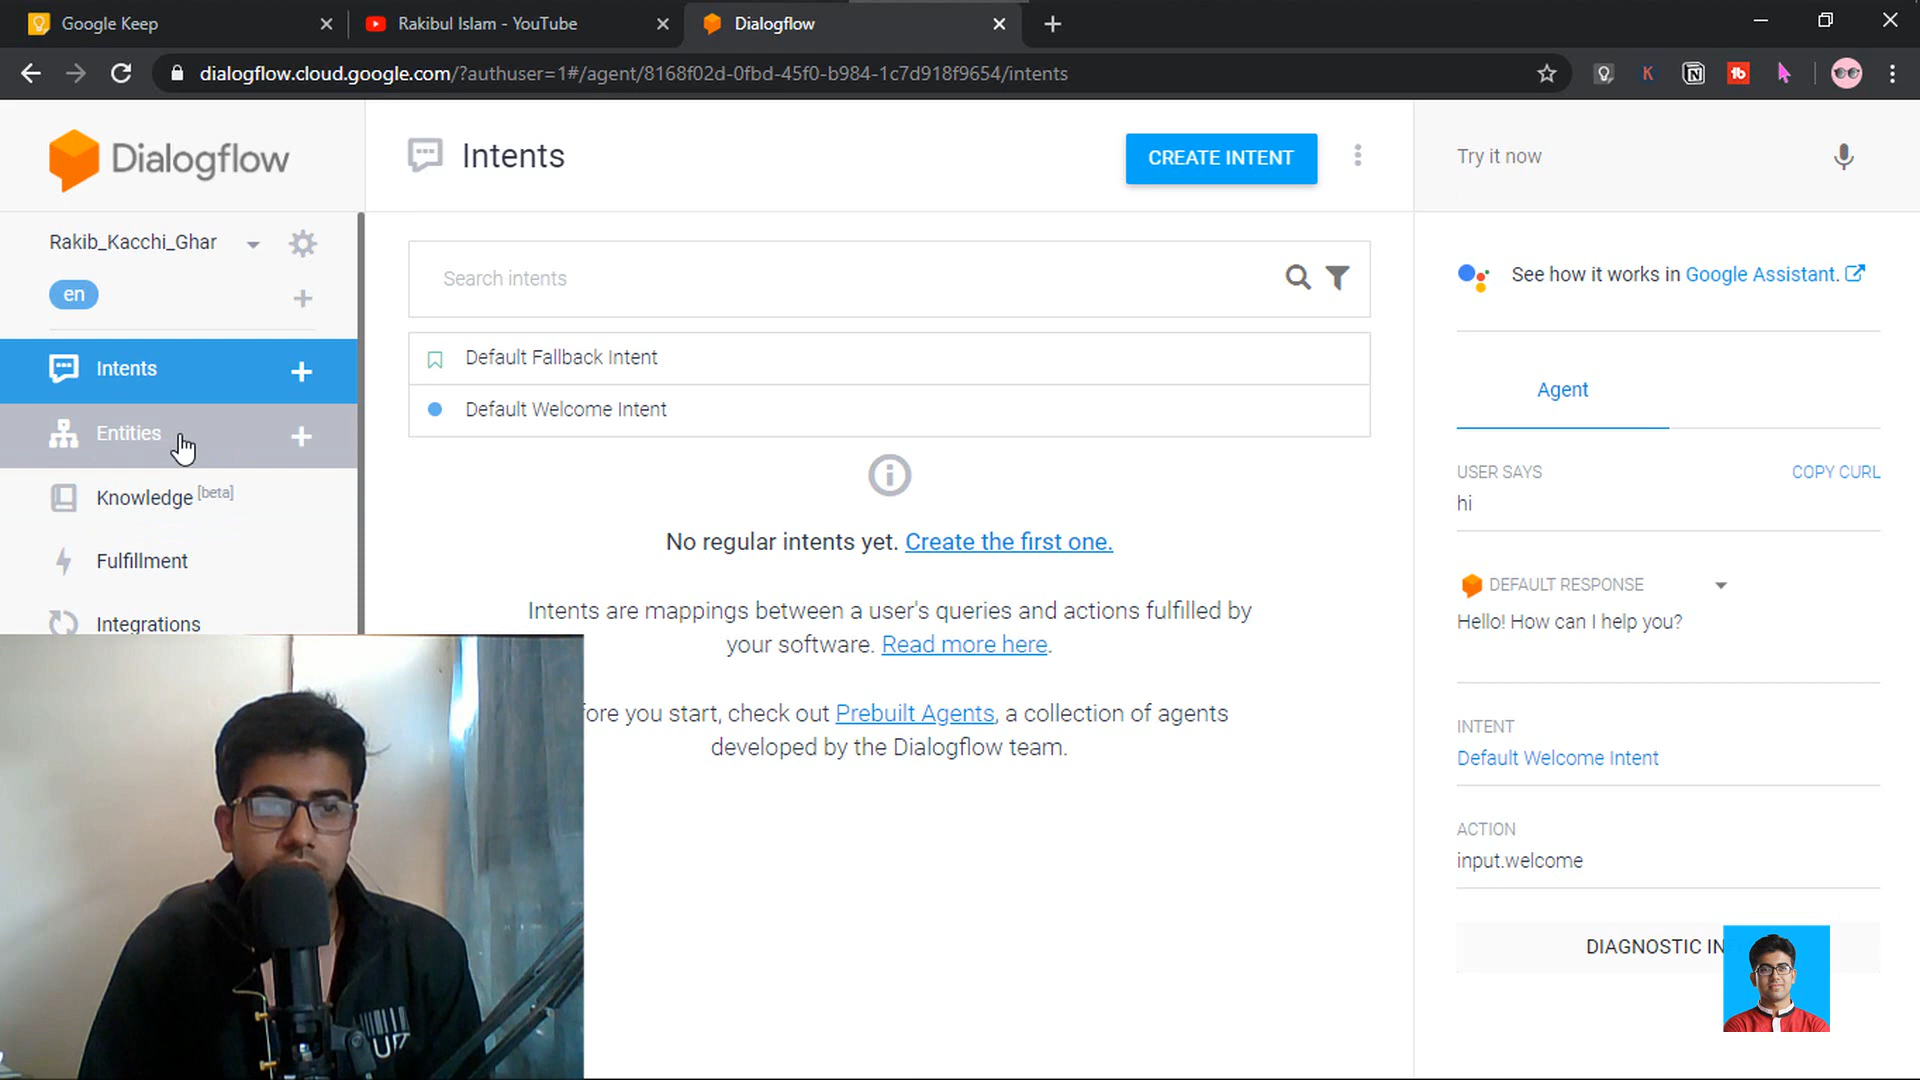 Google Keep
Rakibul Islam - YouTube
Dialogflow
dialogflow.cloud.google.com/?authuser=1#/agent/8168f02d-0fbd-45f0-b984-1c7d918f9654/intents
Dialogflow
Intents
CREATE INTENT
Try it now
Rakib_Kacchi_Ghar
en
Intents
Entities
Knowledge [beta]
Fulfillment
Integrations
Search intents
Default Fallback Intent
Default Welcome Intent
No regular intents yet. Create the first one.
Intents are mappings between a user's queries and actions fulfilled by
your software. Read more here.
fore you start, check out Prebuilt Agents, a collection of agents
developed by the Dialogflow team.
See how it works in Google Assistant.
Agent
USER SAYS
COPY CURL
hi
DEFAULT RESPONSE
Hello! How can I help you?
INTENT
Default Welcome Intent
ACTION
input.welcome
DIAGNOSTIC IN